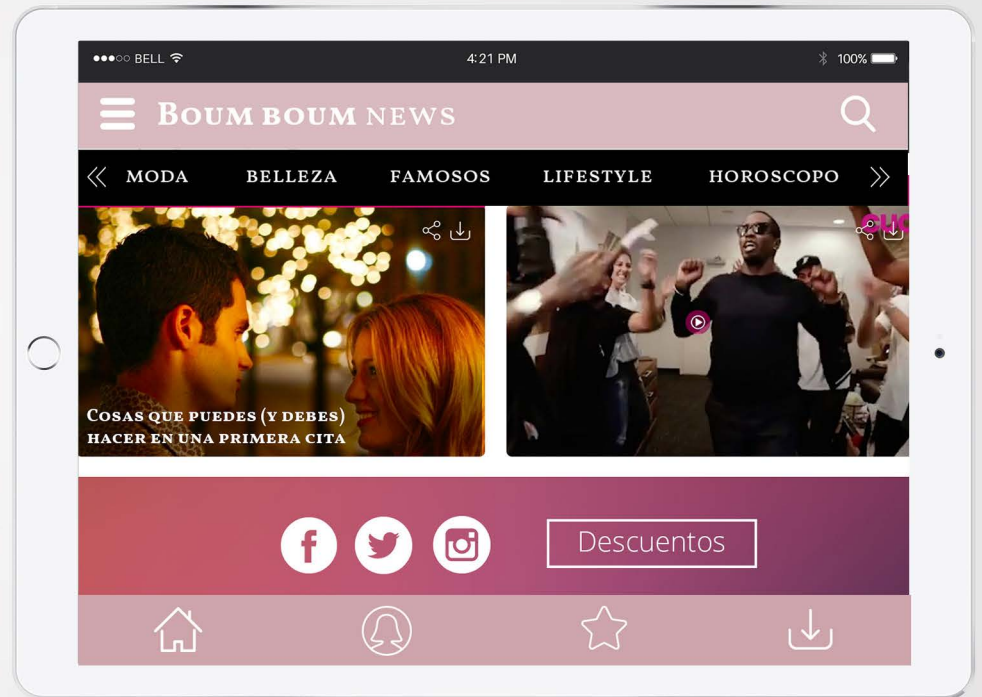 BELL
4:21 PM
100%
BOUM BOUM NEWS
MODA
BELLEZA
FAMOSOS
LIFESTYLE
HOROSCOPO
COSAS QUE PUEDES (Y DEBES)
HACER EN UNA PRIMERA CITA
Descuentos